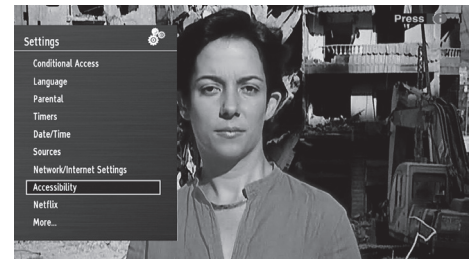 Press i
Settings
Conditional Access
Language
Parental
Timers
Date/Time
Sources
Network/Internet Settings
Accessibility
Netflix
More...